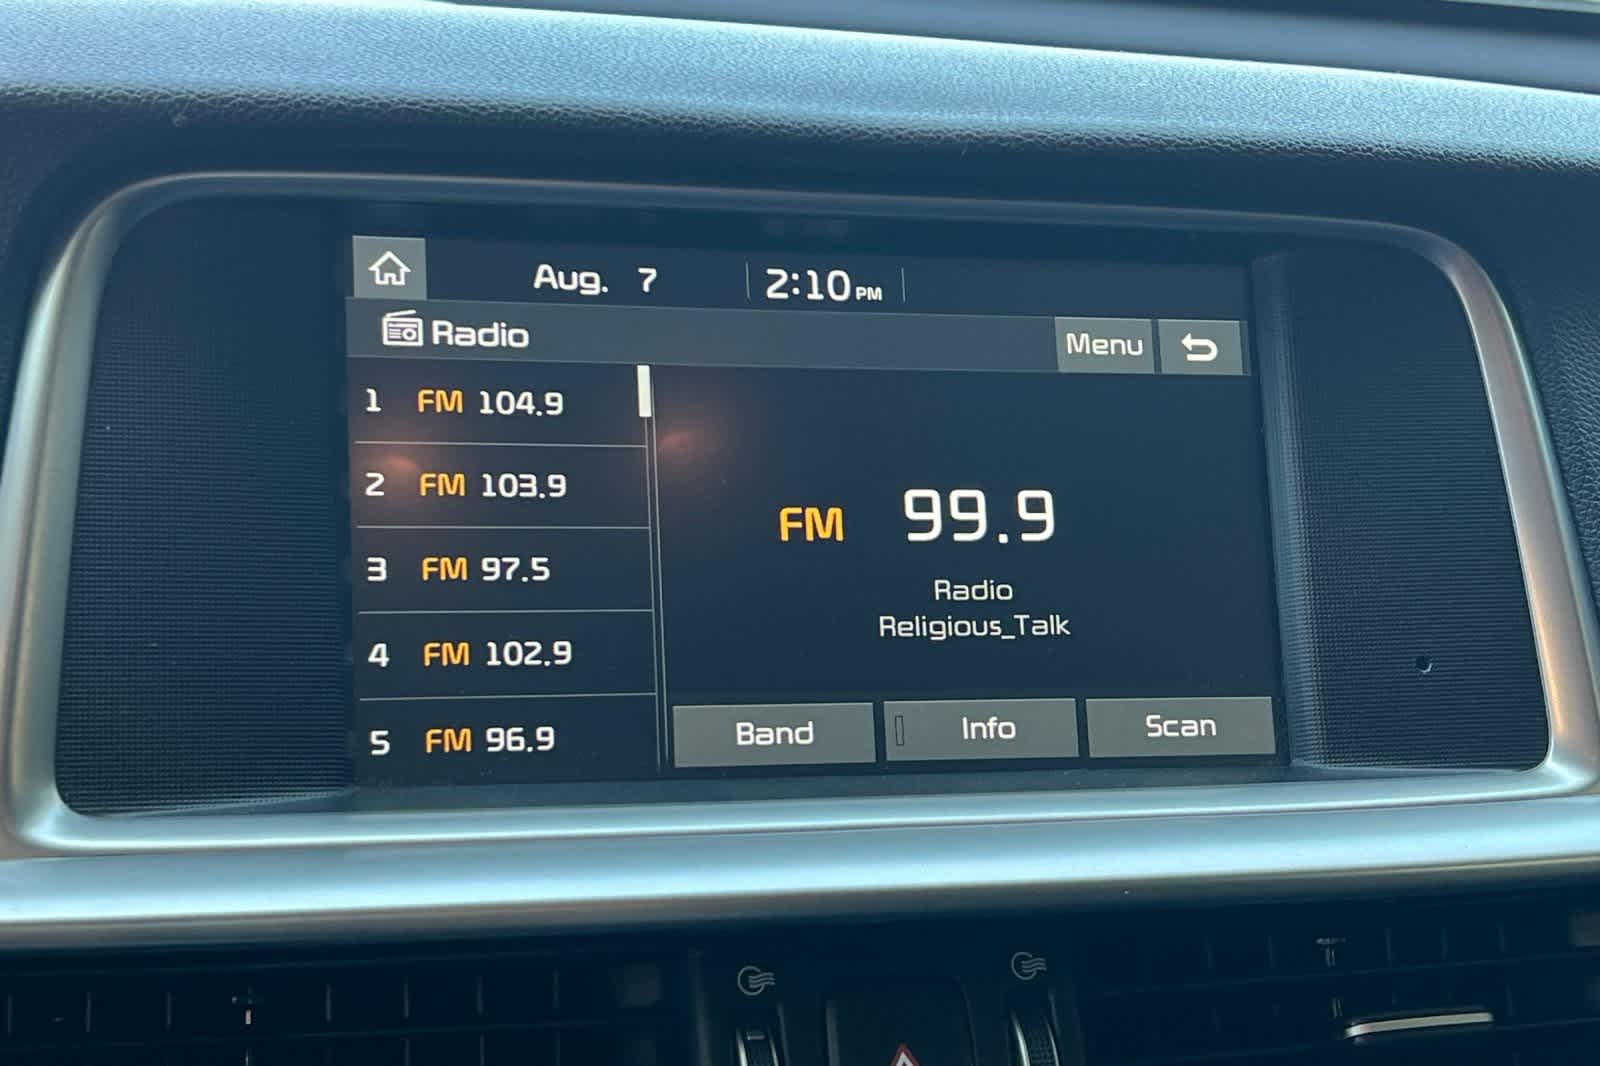 Aug. 7 2:10 PM
Radio Menu
1 FM 104.9
2 FM 103.9
3 FM 97.5
4 FM 102.9
5 FM 96.9
FM 99.9
Radio
Religious_Talk
Band Info Scan